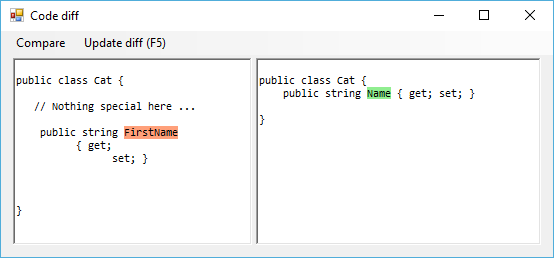 Code diff
Compare Update diff (F5)
public class Cat {
// Nothing special here ...
public string FirstName
{ get;
set; }
}
public class Cat {
public string Name { get; set; }
}